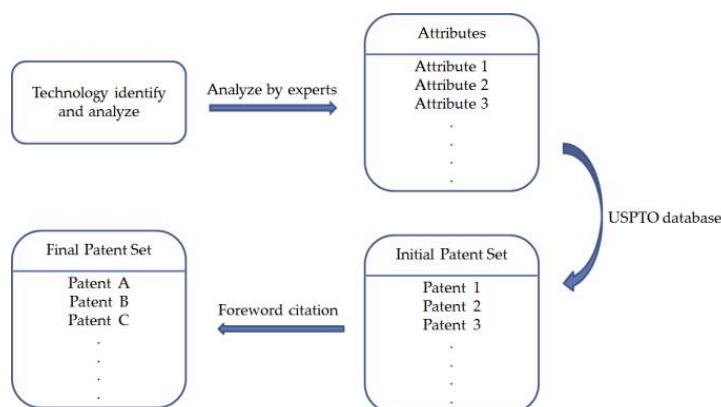 Technology identify
and analyze
Analyze by experts
Attributes
Attribute 1
Attribute 2
Attribute 3
.
.
.
.
USPTO database
Initial Patent Set
Patent 1
Patent 2
Patent 3
.
.
.
.
Foreword citation
Final Patent Set
Patent A
Patent B
Patent C
.
.
.
.